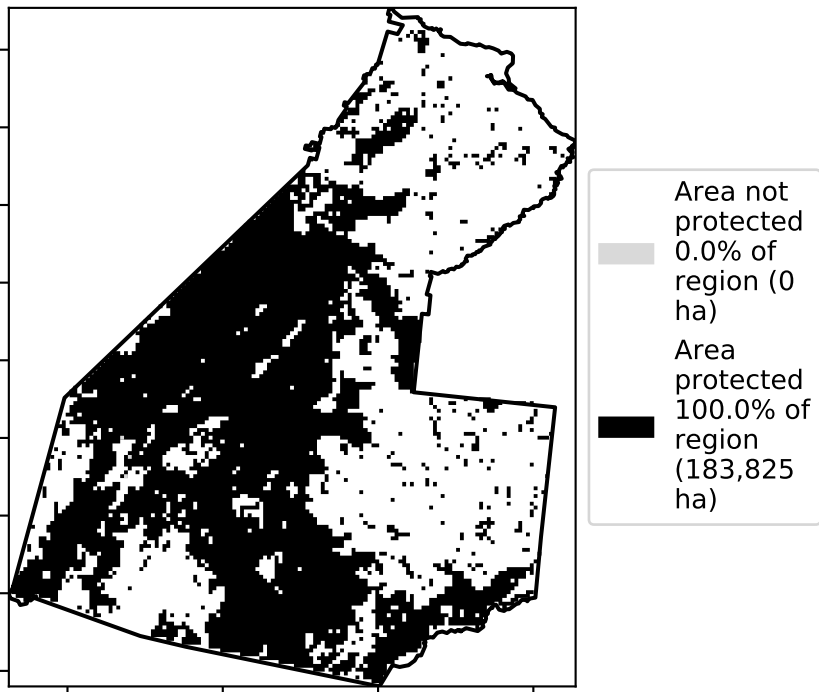 Area not
protected
0.0% of
region (0
ha)
Area
protected
100.0% of
region
(183,825
ha)